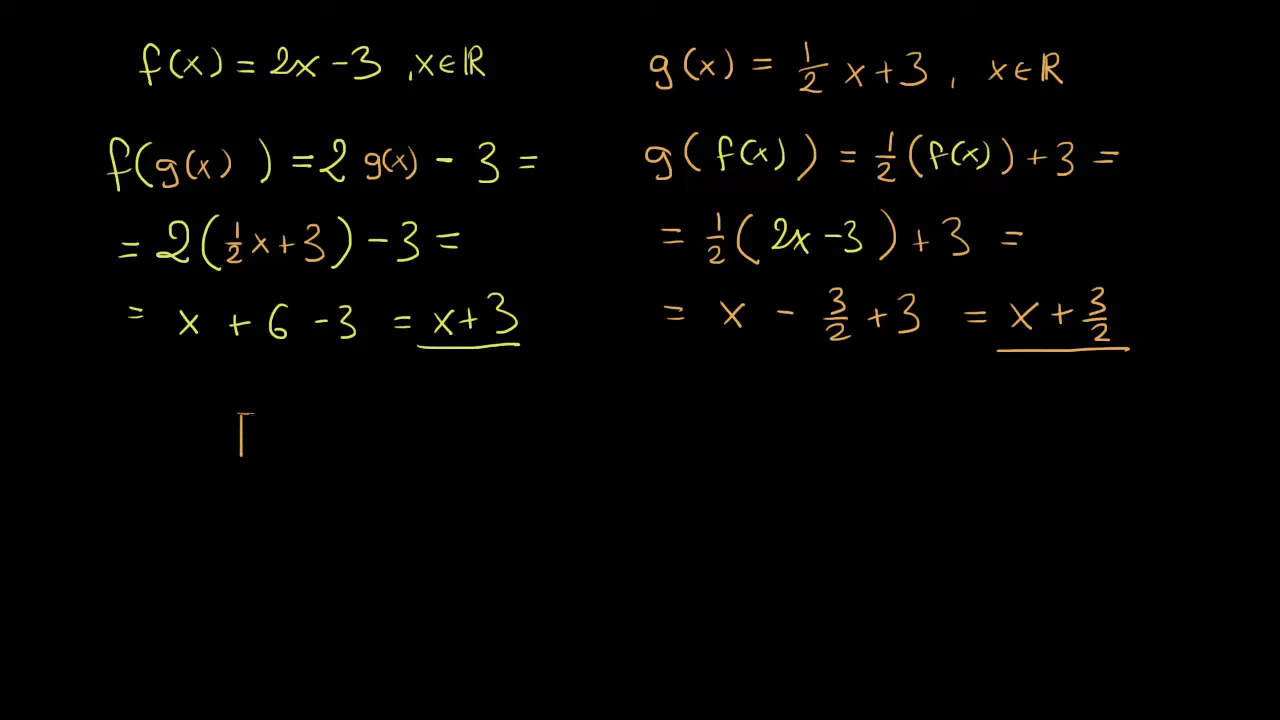 f(x) = 2x - 3 , x ∈ ℝ
f(g(x)) = 2 g(x) - 3 =
= 2(1/2 x + 3) - 3 =
= x + 6 - 3 = x + 3
g(x) = 1/2 x + 3 , x ∈ ℝ
g(f(x)) = 1/2 (f(x)) + 3 =
= 1/2 (2x - 3) + 3 =
= x - 3/2 + 3 = x + 3/2